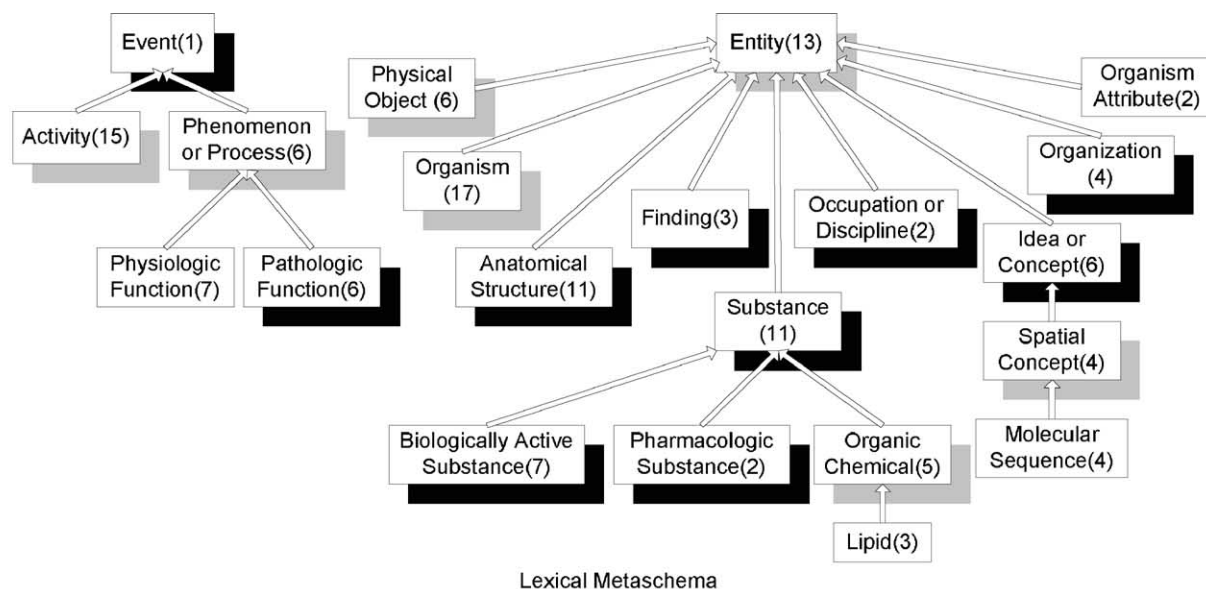 Event(1)
Activity(15)
Phenomenon
or Process(6)
Physiologic
Function(7)
Pathologic
Function(6)
Entity(13)
Physical
Object (6)
Organism
(17)
Anatomical
Structure(11)
Finding(3)
Substance
(11)
Occupation or
Discipline(2)
Organism
Attribute(2)
Organization
(4)
Idea or
Concept(6)
Spatial
Concept(4)
Molecular
Sequence(4)
Biologically Active
Substance(7)
Pharmacologic
Substance(2)
Organic
Chemical(5)
Lipid(3)
Lexical Metaschema